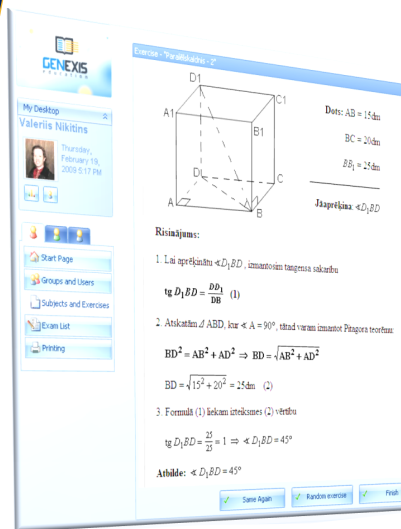 GENEXIS
education
My Desktop
Valeriis Nikitins
Thursday,
February 19,
2009 5:17 PM
Start Page
Groups and Users
Subjects and Exercises
Exam List
Printing
Exercise - "Paralēlskaldnis - 2"
D1
C1
A1
B1
D
C
A
B
Dots: AB = 15dm
BC = 20dm
BB₁ = 25dm
Jāaprēķina: ∢D₁BD
Risinājums:
1. Lai aprēķinātu ∢D₁BD, izmantosim tangensa sakarību
tg D₁BD = DD₁/DB (1)
2. Atskatām Δ ABD, kur ∢ A = 90°, tātad varam izmantot Pitagora teorēmu:
BD² = AB² + AD² ⇒ BD = √(AB² + AD²)
BD = √(15² + 20²) = 25dm (2)
3. Formulā (1) liekam izteiksmes (2) vērtību
tg D₁BD = 25/25 = 1 ⇒ ∢ D₁BD = 45°
Atbilde: ∢ D₁BD = 45°
Same Again
Random exercise
Finish